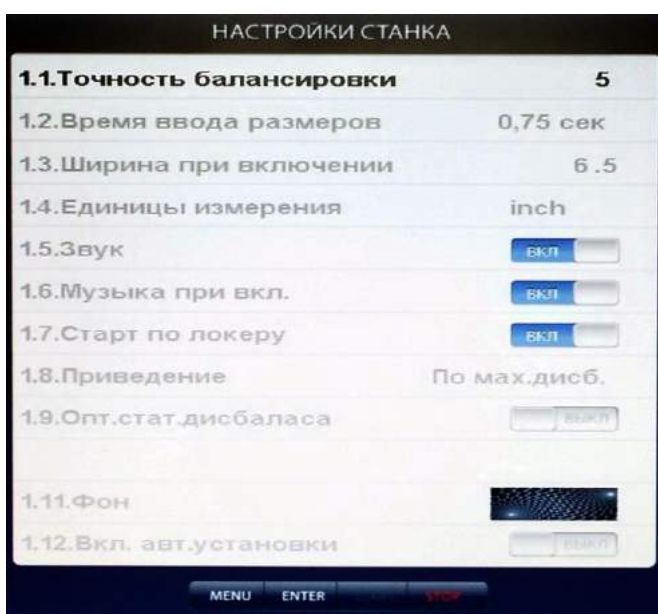 НАСТРОЙКИ СТАНКА
1.1.Точность балансировки 5
1.2.Время ввода размеров 0,75 сек
1.3.Ширина при включении 6.5
1.4.Единицы измерения inch
1.5.Звук ВКЛ
1.6.Музыка при вкл. ВКЛ
1.7.Старт по локеру ВКЛ
1.8.Приведение По мах.дисб.
1.9.Опт.стат.дисбаласа ВЫКЛ
1.11.Фон
1.12.Вкл. авт.установки ВЫКЛ
MENU ENTER STOP